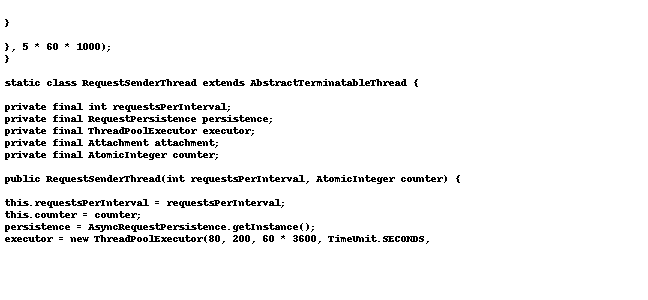 }
}, 5 * 60 * 1000);
}
static class RequestSenderThread extends AbstractTerminatableThread {
private final int requestsPerInterval;
private final RequestPersistence persistence;
private final ThreadPoolExecutor executor;
private final Attachment attachment;
private final AtomicInteger counter;
public RequestSenderThread(int requestsPerInterval, AtomicInteger counter) {
this.requestsPerInterval = requestsPerInterval;
this.counter = counter;
persistence = AsyncRequestPersistence.getInstance();
executor = new ThreadPoolExecutor(80, 200, 60 * 3600, TimeUnit.SECONDS,